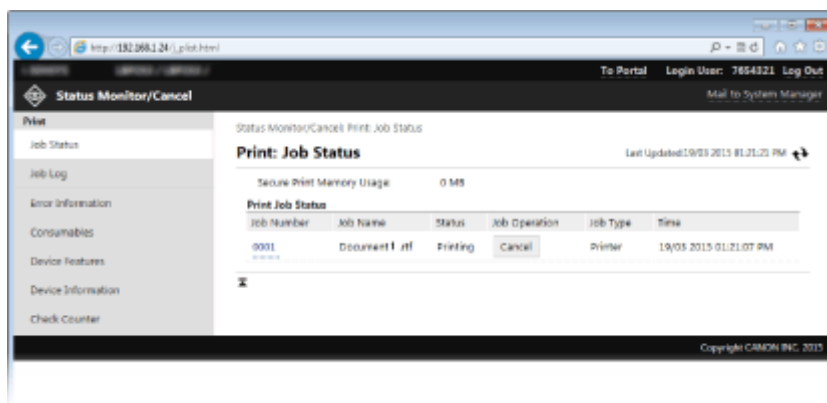 http://192.168.1.24/_plist.html
To Portal Login User: 7654321 Log Out
Status Monitor/Cancel Mail to System Manager
Print
Job Status
Job Log
Error Information
Consumables
Device Features
Device Information
Check Counter
Status Monitor/Cancel: Print: Job Status
Print: Job Status Last Updated:19/03 2015 01:21:21 PM
Secure Print Memory Usage: 0 MB
Print Job Status
Job Number Job Name Status Job Operation Job Type Time
0001 Document1.rtf Printing Cancel Printer 19/03 2015 01:21:07 PM
Copyright CANON INC. 2015